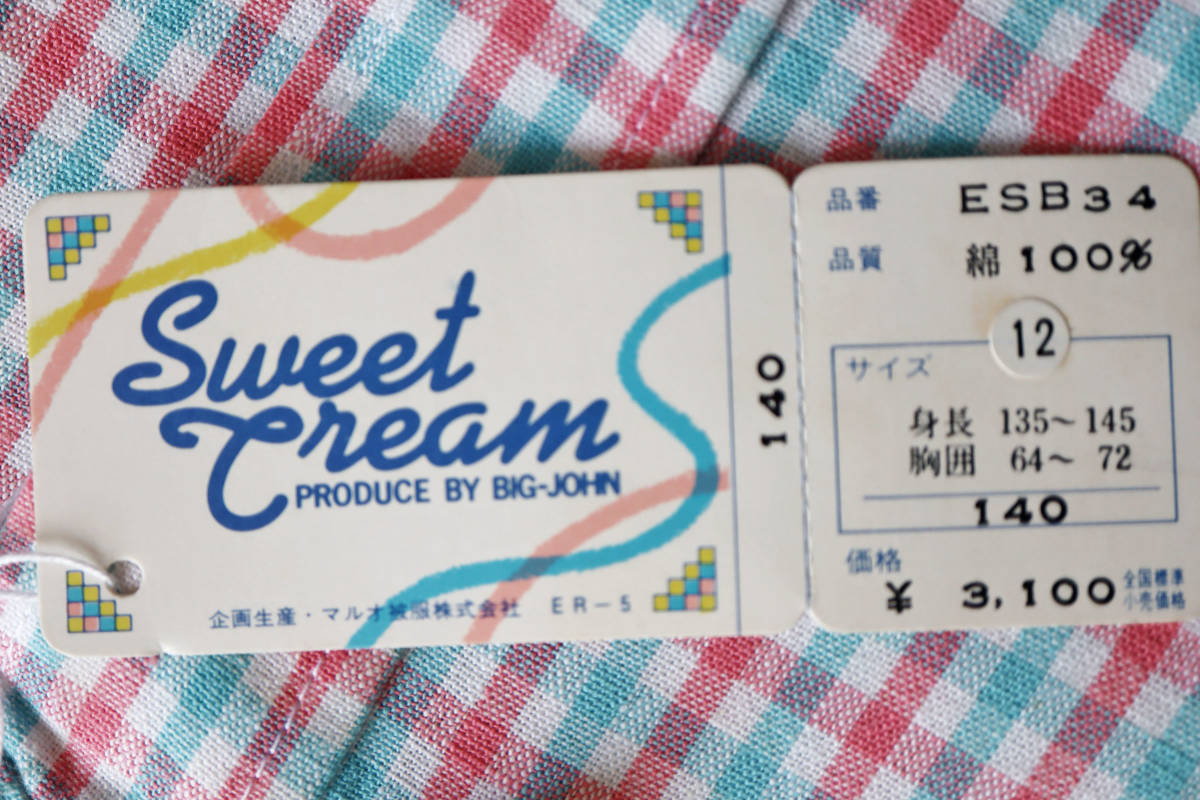 Sweet
Cream
PRODUCE BY BIG-JOHN
企画生産・マルオ被服株式会社 ER-5
140
品番 ESB34
品質 綿100%
12
サイズ
身長 135~145
胸囲 64~ 72
140
価格
¥ 3,100 全国標準
小売価格